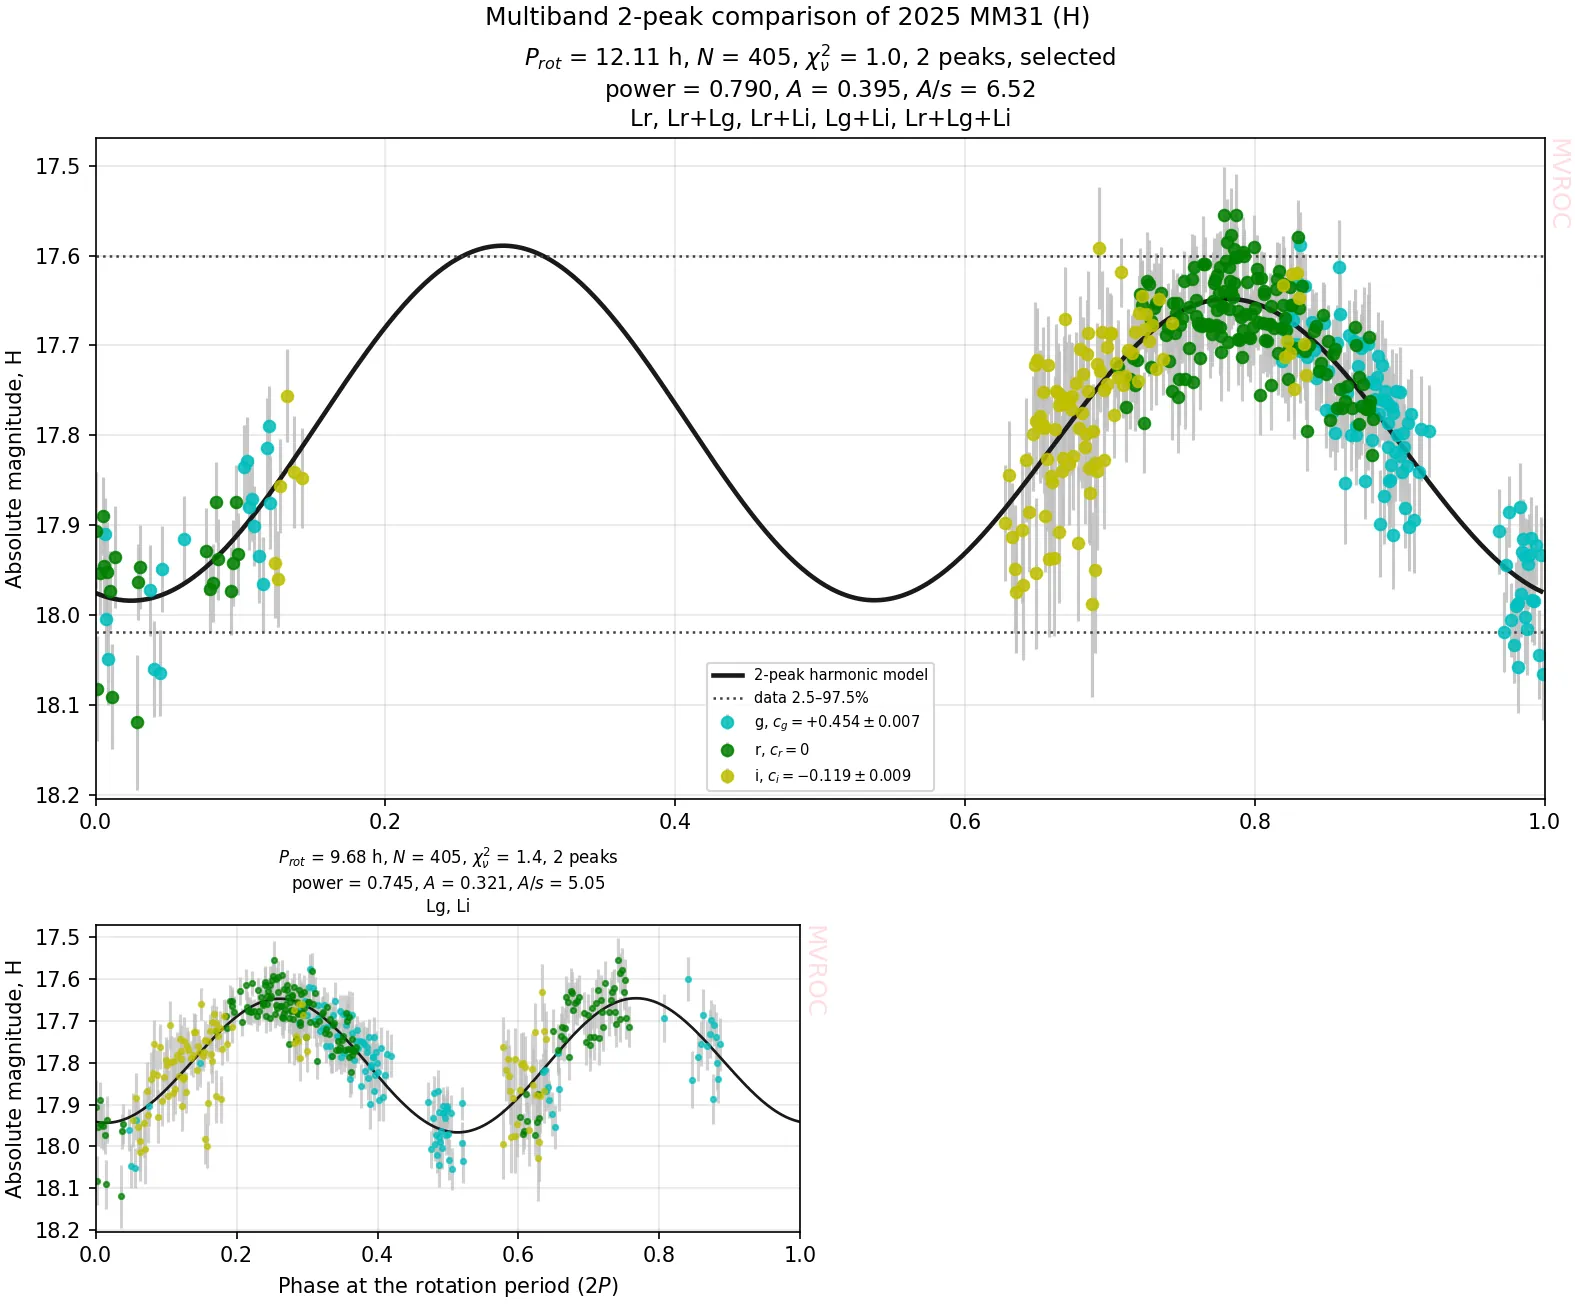 Multiband 2-peak comparison of 2025 MM31 (H)
P_rot = 12.11 h, N = 405, χ²_ν = 1.0, 2 peaks, selected
power = 0.790, A = 0.395, A/s = 6.52
Lr, Lr+Lg, Lr+Li, Lg+Li, Lr+Lg+Li
MVROC
Absolute magnitude, H
17.5
17.6
17.7
17.8
17.9
18.0
18.1
18.2
2-peak harmonic model
data 2.5–97.5%
g, c_g = +0.454 ± 0.007
r, c_r = 0
i, c_i = −0.119 ± 0.009
0.0 0.2 0.4 0.6 0.8 1.0
P_rot = 9.68 h, N = 405, χ²_ν = 1.4, 2 peaks
power = 0.745, A = 0.321, A/s = 5.05
Lg, Li
MVROC
Absolute magnitude, H
17.5
17.6
17.7
17.8
17.9
18.0
18.1
18.2
0.0 0.2 0.4 0.6 0.8 1.0
Phase at the rotation period (2P)